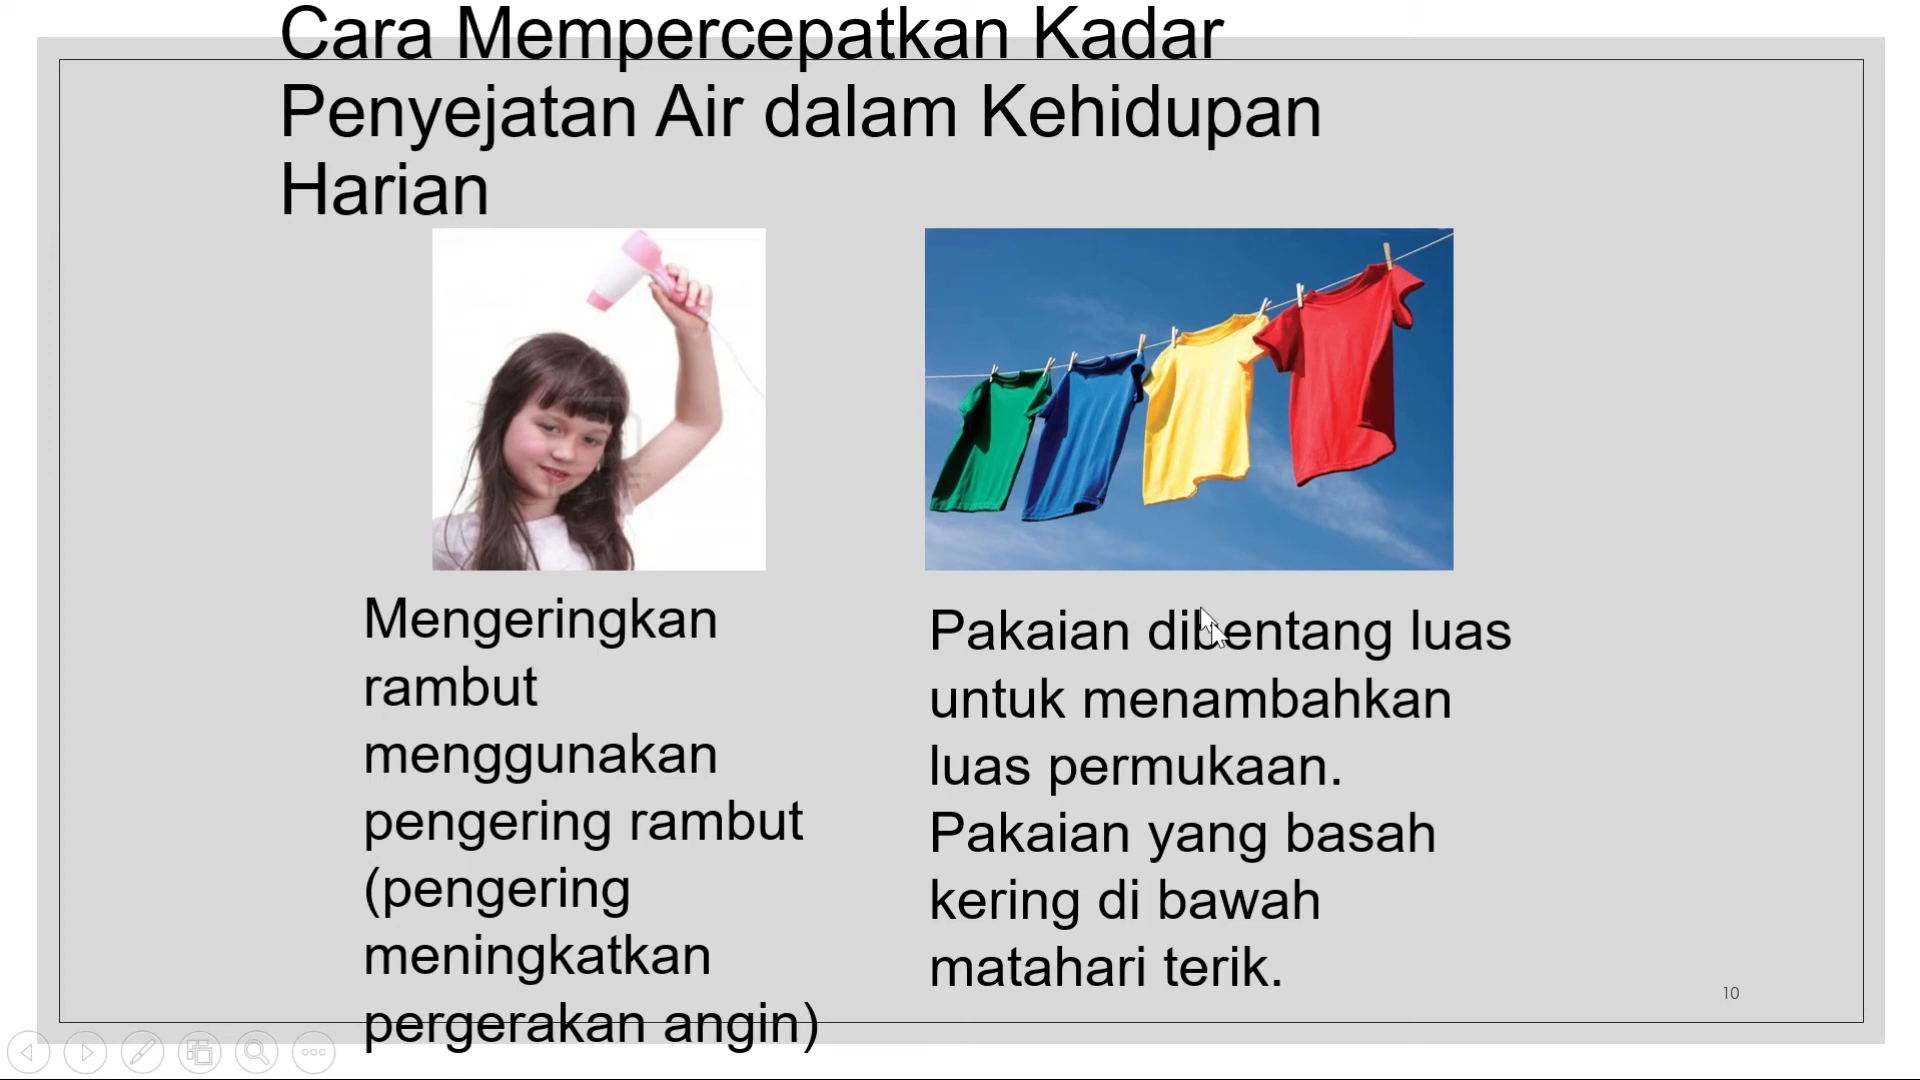 Cara Mempercepatkan Kadar
Penyejatan Air dalam Kehidupan
Harian
Mengeringkan
rambut
menggunakan
pengering rambut
(pengering
meningkatkan
pergerakan angin)
Pakaian dibentang luas
untuk menambahkan
luas permukaan.
Pakaian yang basah
kering di bawah
matahari terik.
10